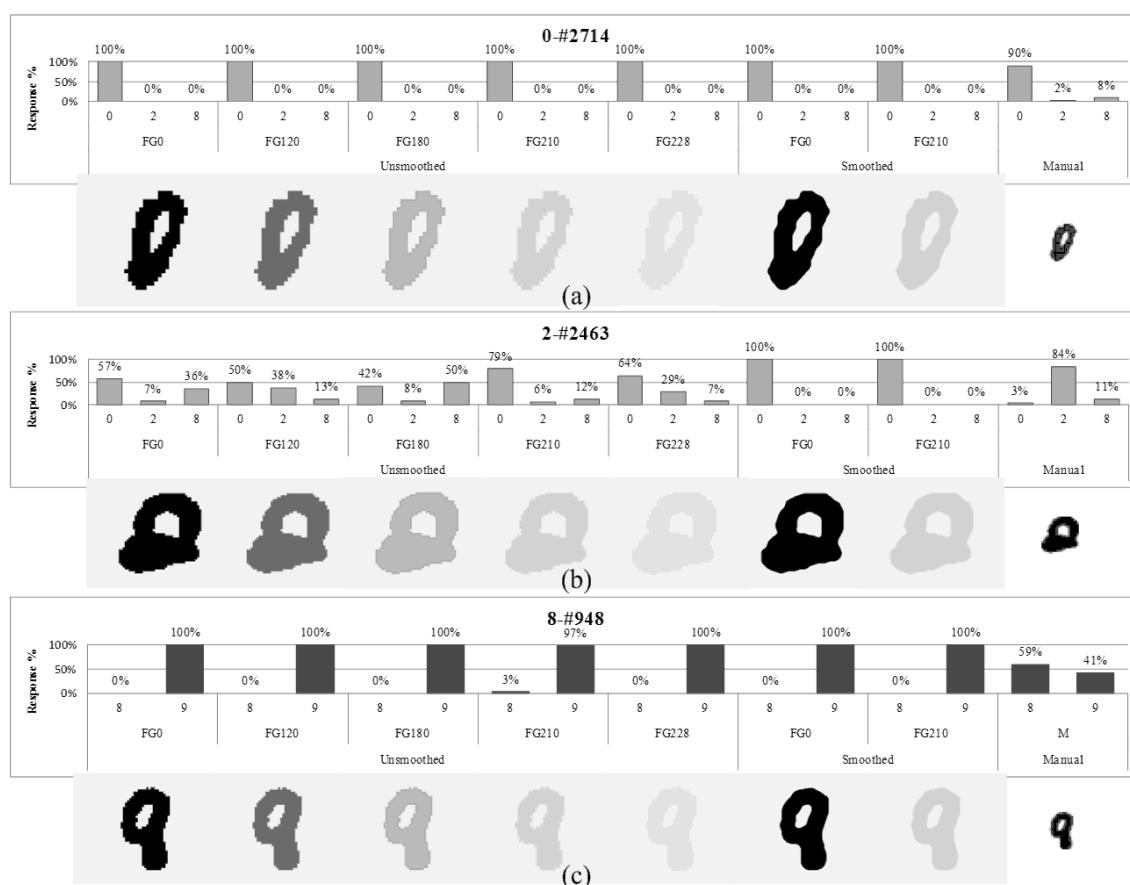 0-#2714
100% 100% 100% 100% 100% 100% 100% 90%
100%
50%
0%
Response %
0% 0% 0% 0% 0% 0% 0% 0% 0% 0% 0% 0% 0% 0% 2% 8%
0 2 8 0 2 8 0 2 8 0 2 8 0 2 8 0 2 8 0 2 8 0 2 8
FG0 FG120 FG180 FG210 FG228 FG0 FG210
Unsmoothed Smoothed Manual
(a)
2-#2463
100%
50%
0%
Response %
57% 7% 36% 50% 38% 13% 42% 8% 50% 79% 6% 12% 64% 29% 7% 100% 0% 0% 100% 0% 0% 3% 84% 11%
0 2 8 0 2 8 0 2 8 0 2 8 0 2 8 0 2 8 0 2 8 0 2 8
FG0 FG120 FG180 FG210 FG228 FG0 FG210
Unsmoothed Smoothed Manual
(b)
8-#948
100%
50%
0%
Response %
0% 100% 0% 100% 0% 100% 3% 97% 0% 100% 0% 100% 0% 100% 59% 41%
8 9 8 9 8 9 8 9 8 9 8 9 8 9 8 9
FG0 FG120 FG180 FG210 FG228 FG0 FG210 M
Unsmoothed Smoothed Manual
(c)